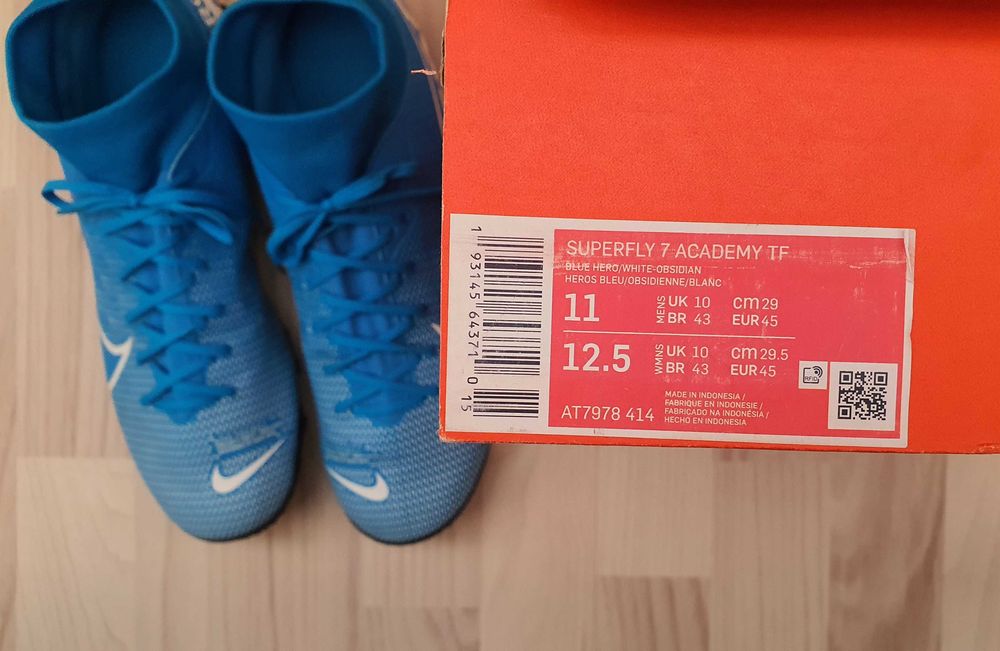 SUPERFLY 7 ACADEMY TF
BLUE HERO/WHITE-OBSIDIAN
HEROS BLEU/OBSIDIENNE/BLANC
11 MENS UK 10 CM 29
BR 43 EUR 45
12.5 WMNS UK 10 CM 29.5
BR 43 EUR 45
RFID
AT7978 414
MADE IN INDONESIA /
FABRIQUE EN INDONESIE /
FABRICADO NA INDONÉSIA /
HECHO EN INDONESIA
1 93145 64371 0 15